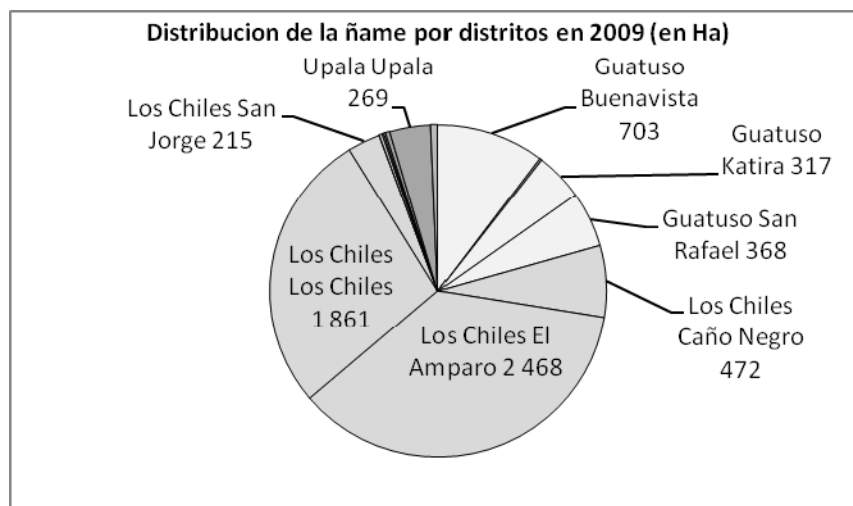 Distribucion de la ñame por distritos en 2009 (en Ha)
Upala Upala
269
Guatuso
Buenavista
703
Los Chiles San
Jorge 215
Guatuso
Katira 317
Guatuso San
Rafael 368
Los Chiles
Los Chiles
1 861
Los Chiles El
Amparo 2 468
Los Chiles
Caño Negro
472